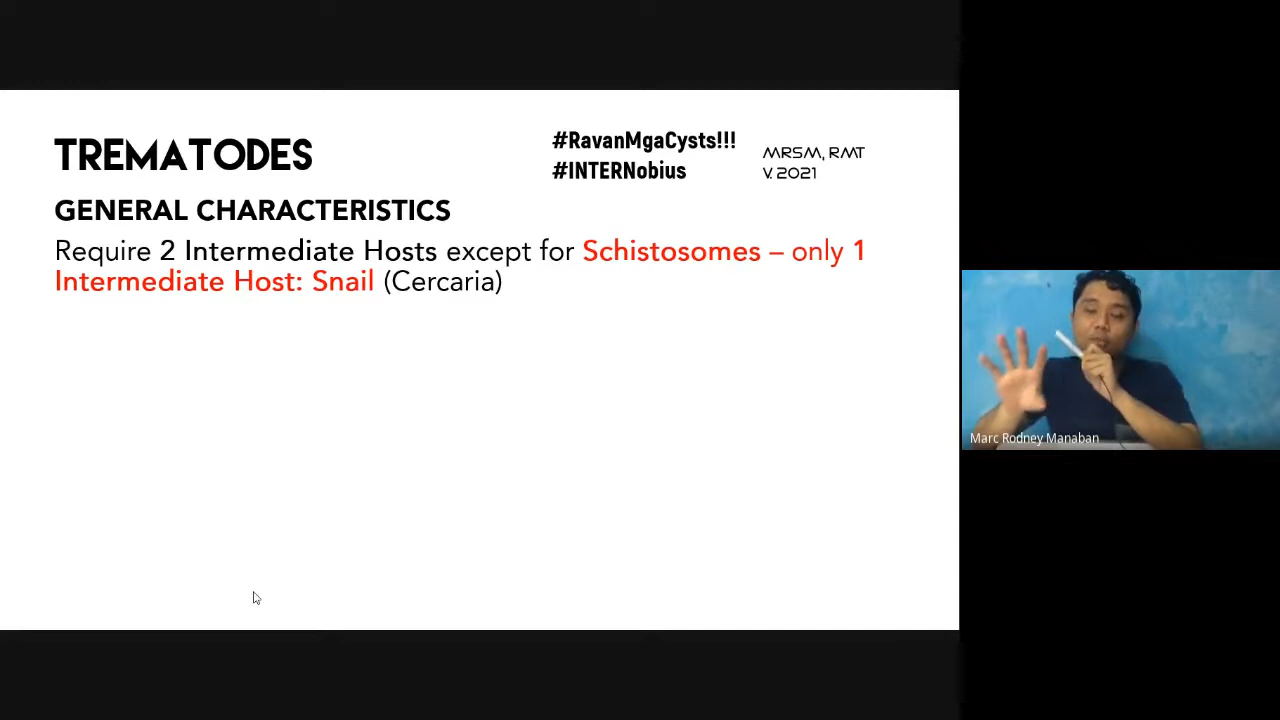 TREMATODES
#RavanMgaCysts!!!
#INTERNobius
MRSM, RMT
V. 2021
GENERAL CHARACTERISTICS
Require 2 Intermediate Hosts except for Schistosomes – only 1
Intermediate Host: Snail (Cercaria)
Marc Rodney Manaban